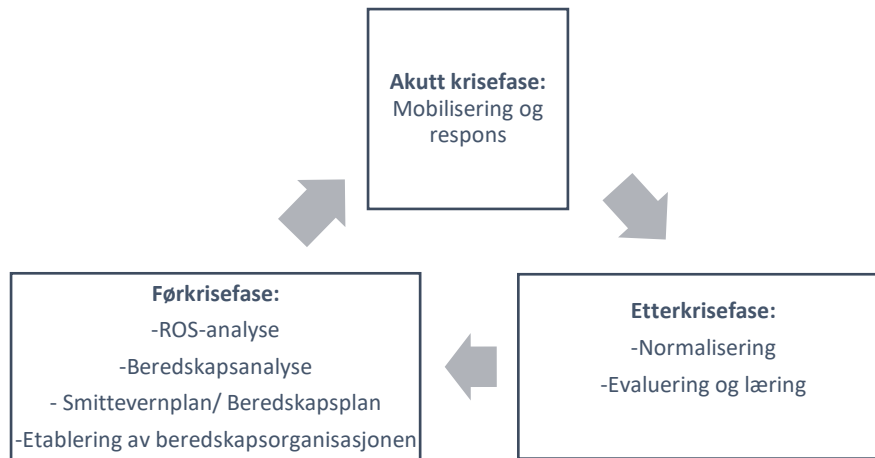 Akutt krisefase:
Mobilisering og
respons
Førkrisefase:
-ROS-analyse
-Beredskapsanalyse
- Smittevernplan/ Beredskapsplan
-Etablering av beredskapsorganisasjonen
Etterkrisefase:
-Normalisering
-Evaluering og læring